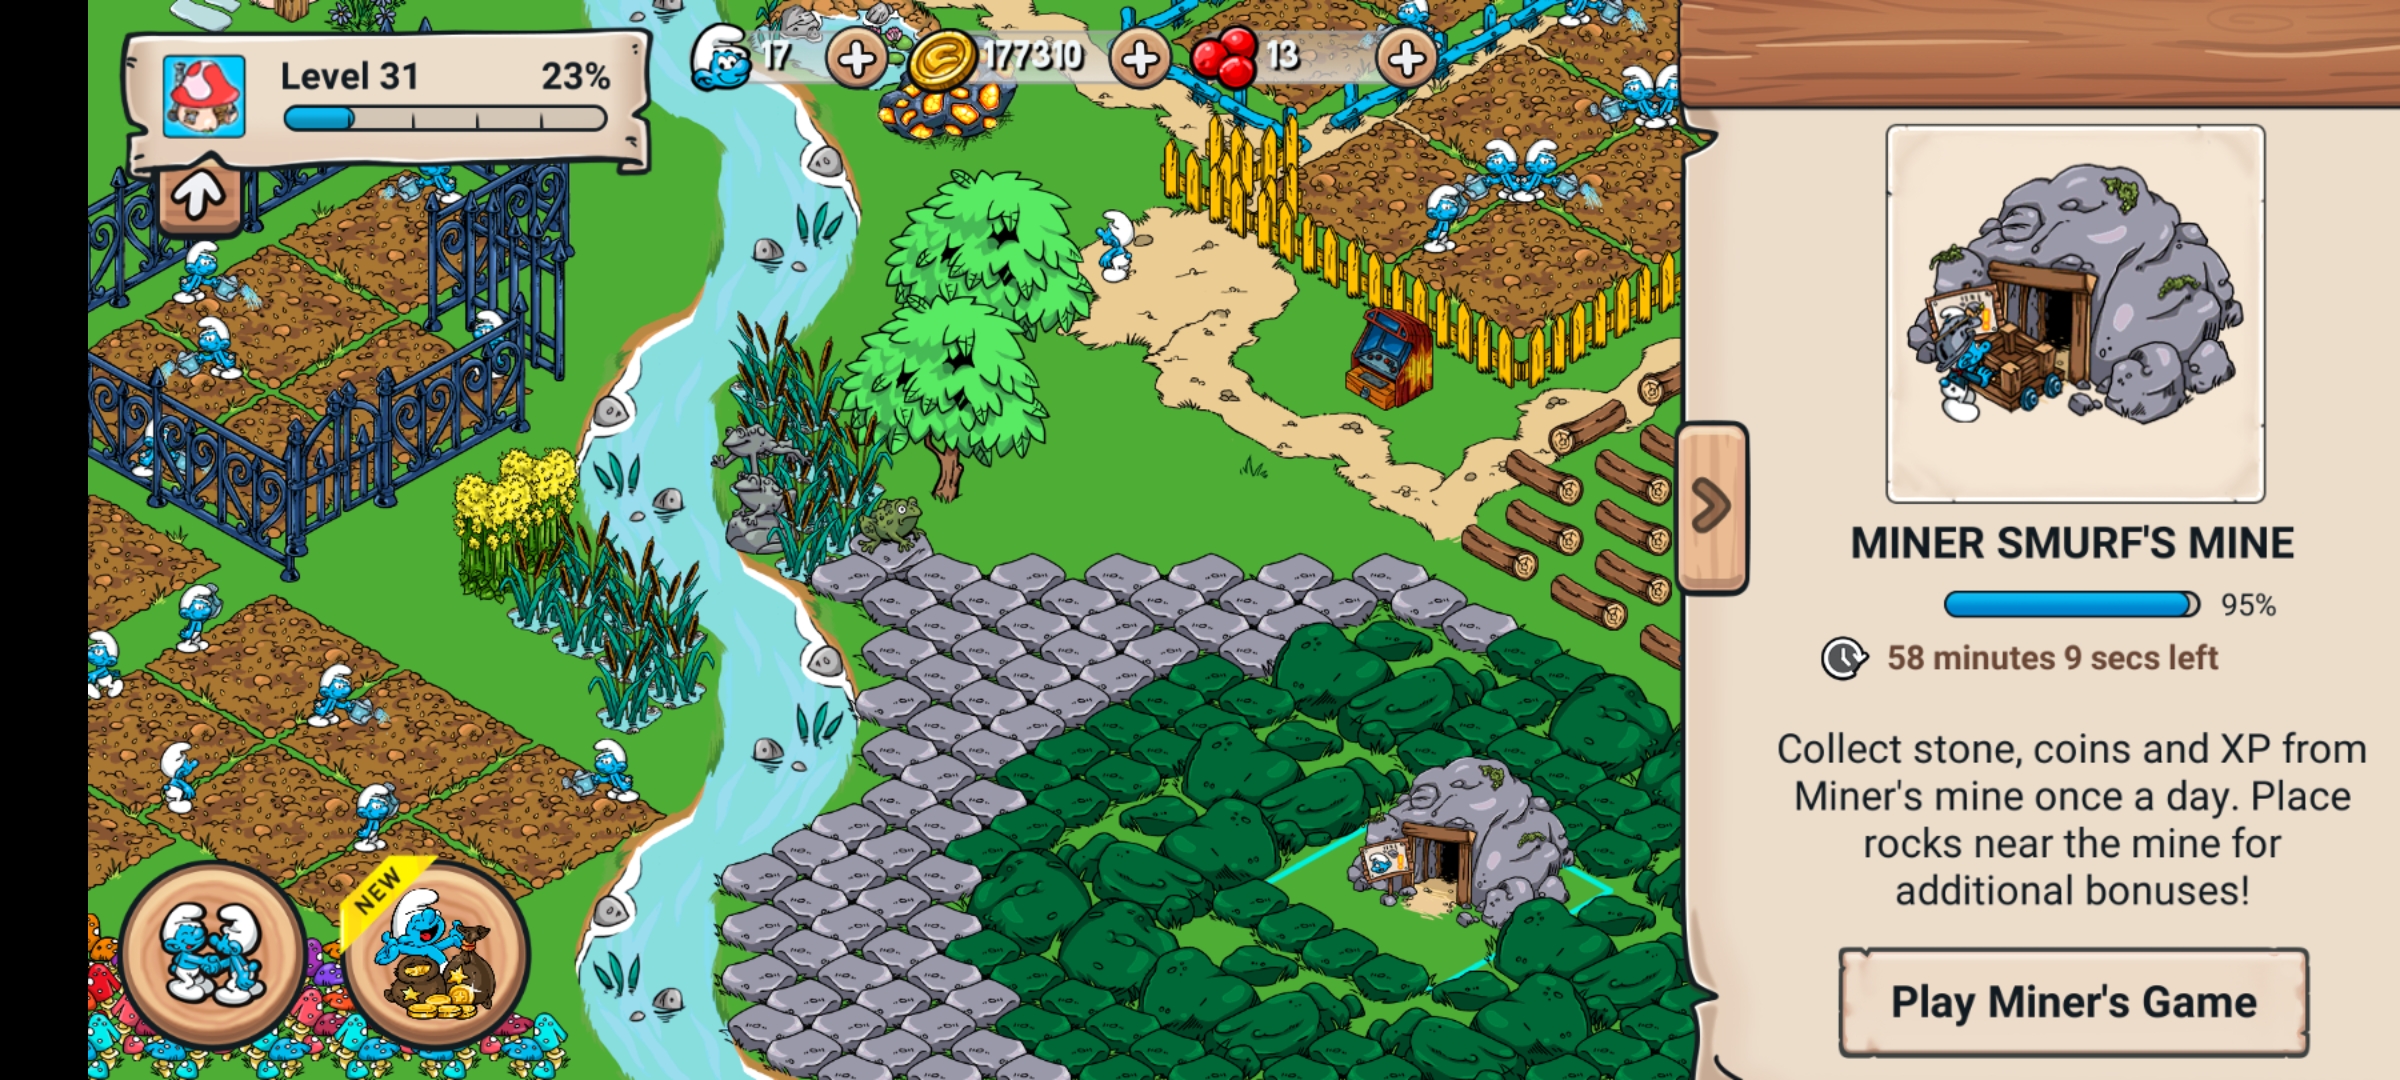 Level 31 23%
17 177310 13
NEW
MINER SMURF'S MINE
95%
58 minutes 9 secs left
Collect stone, coins and XP from
Miner's mine once a day. Place
rocks near the mine for
additional bonuses!
Play Miner's Game